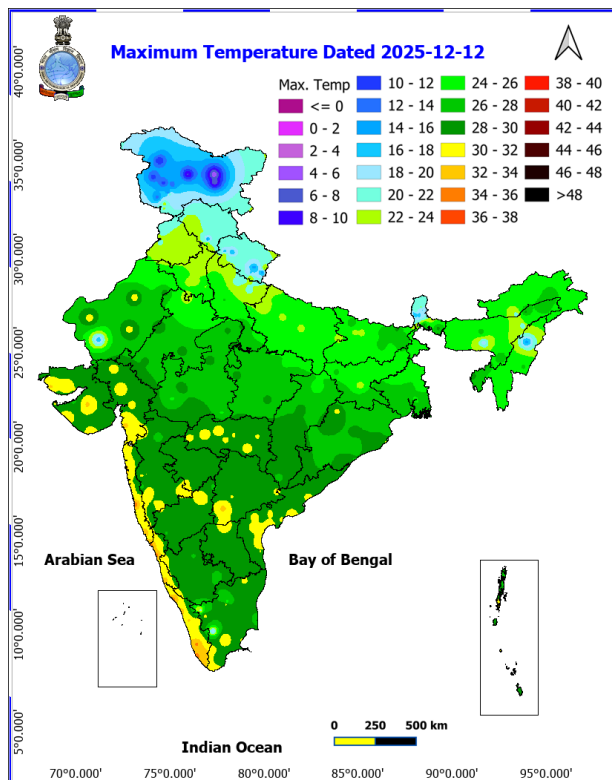 Maximum Temperature Dated 2025-12-12
Max. Temp
<= 0
0 - 2
2 - 4
4 - 6
6 - 8
8 - 10
10 - 12
12 - 14
14 - 16
16 - 18
18 - 20
20 - 22
22 - 24
24 - 26
26 - 28
28 - 30
30 - 32
32 - 34
34 - 36
36 - 38
38 - 40
40 - 42
42 - 44
44 - 46
46 - 48
>48
40°0.000'
35°0.000'
30°0.000'
25°0.000'
20°0.000'
15°0.000'
10°0.000'
5°0.000'
Arabian Sea
Bay of Bengal
Indian Ocean
0 250 500 km
70°0.000' 75°0.000' 80°0.000' 85°0.000' 90°0.000' 95°0.000'